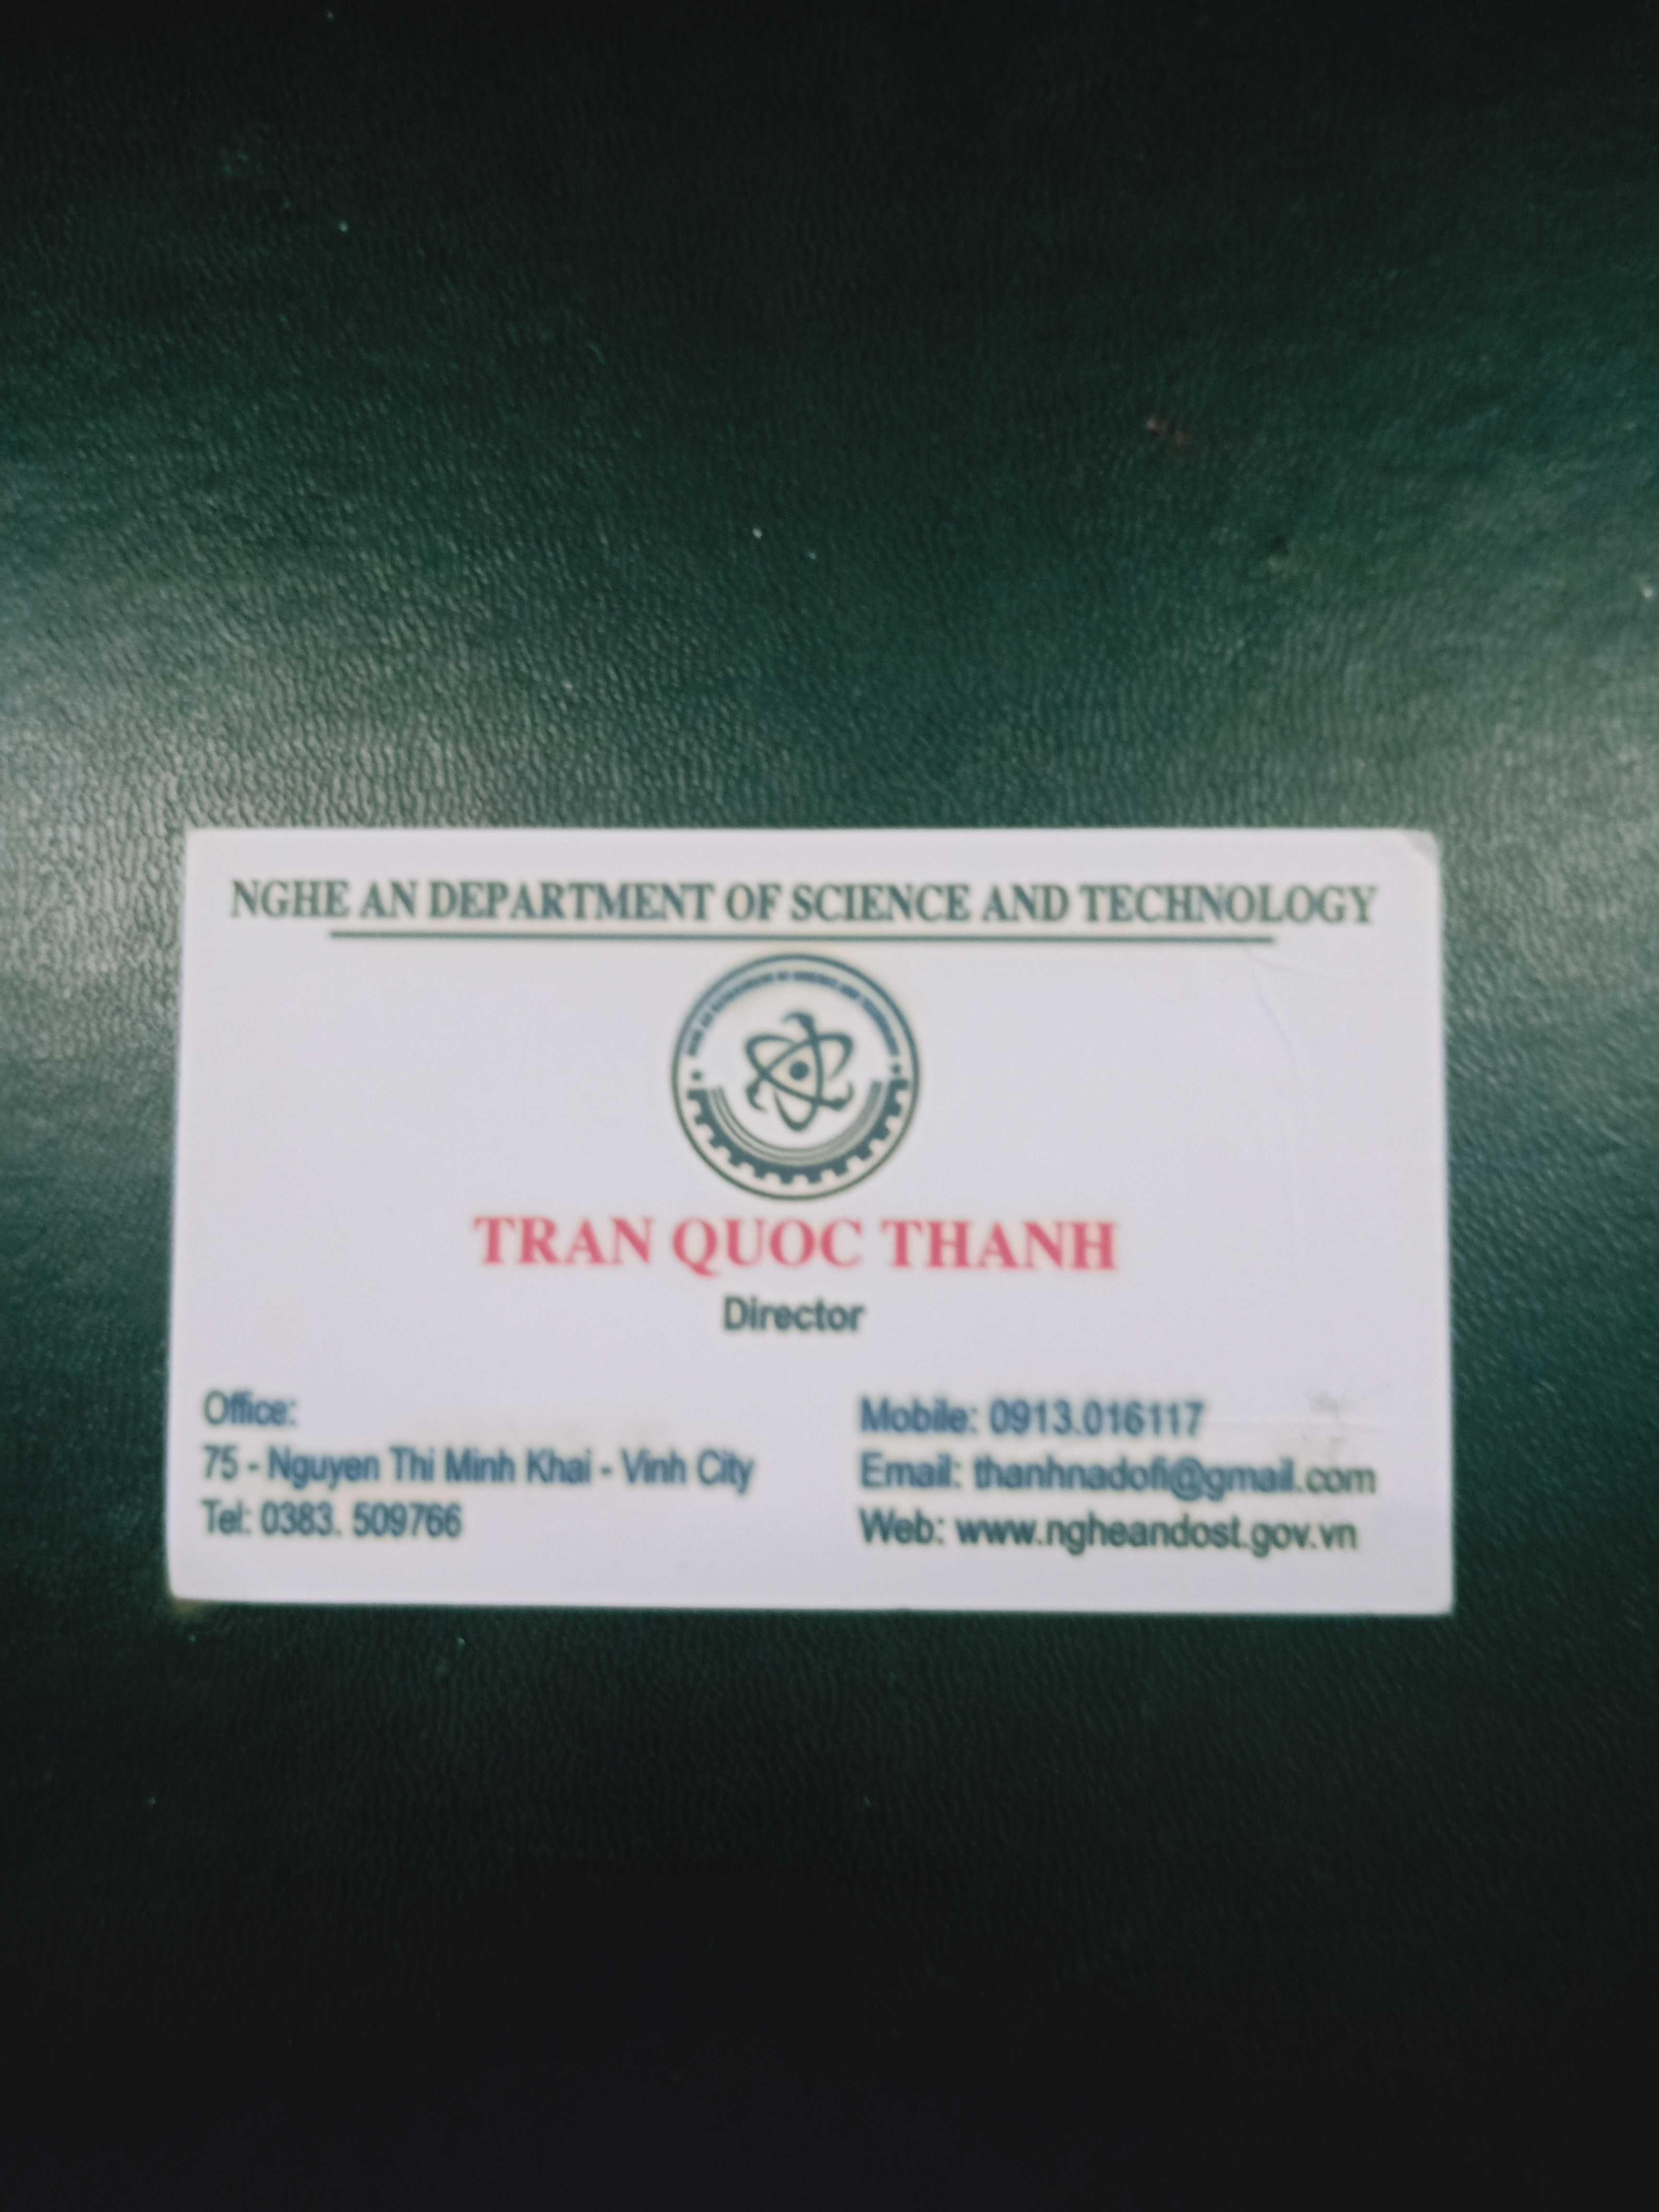 NGHE AN DEPARTMENT OF SCIENCE AND TECHNOLOGY
TRAN QUOC THANH
Director
Office:
75 - Nguyen Thi Minh Khai - Vinh City
Tel: 0383. 509766
Mobile: 0913.016117
Email: thanhnadofi@gmail.com
Web: www.ngheandost.gov.vn